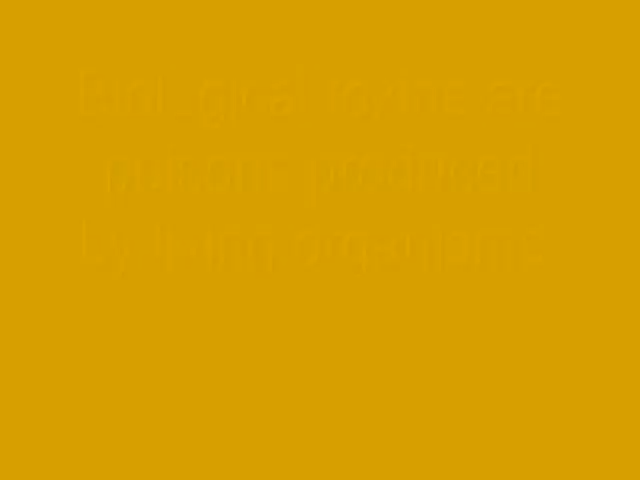 Biological toxins are
poisons produced
by living organisms